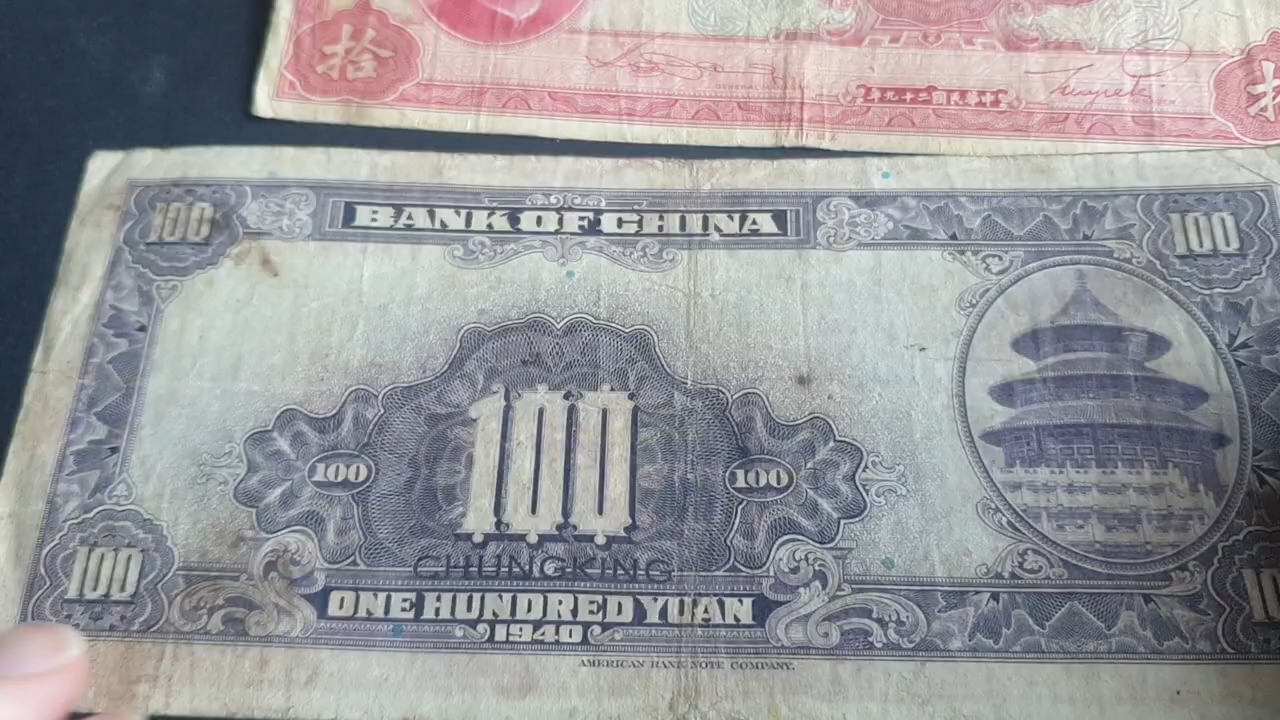 拾
中華民國二十九年
100
BANK OF CHINA
100
100
100
100
CHUNGKING
100
ONE HUNDRED YUAN
1940
AMERICAN BANK NOTE COMPANY.